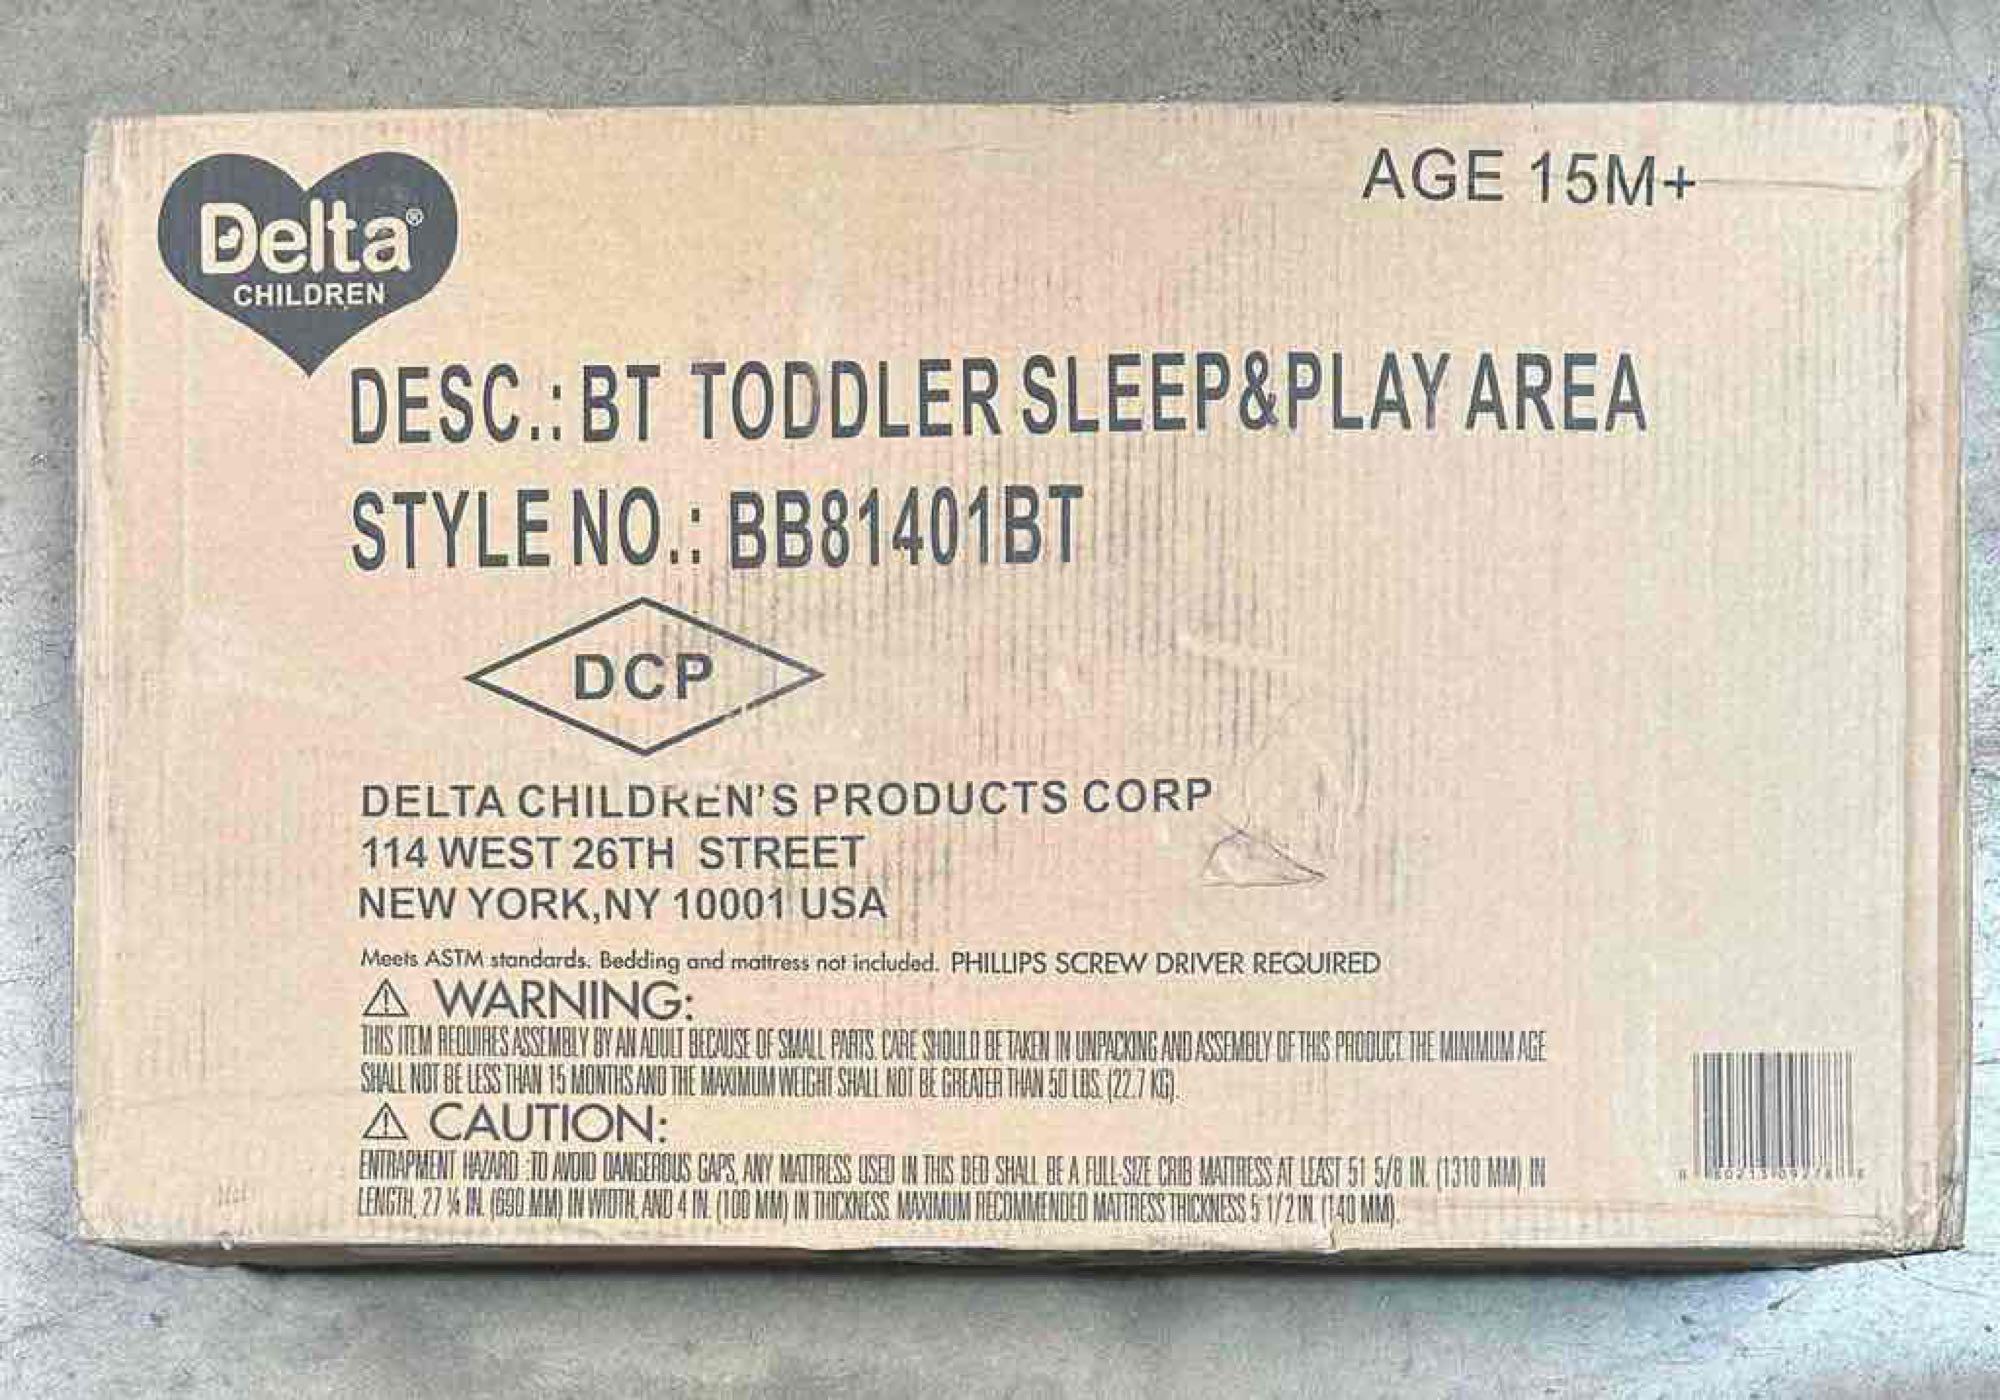 Delta®
CHILDREN
AGE 15M+
DESC.: BT TODDLER SLEEP&PLAY AREA
STYLE NO.: BB81401BT
DCP
DELTA CHILDREN'S PRODUCTS CORP
114 WEST 26TH STREET
NEW YORK,NY 10001 USA
Meets ASTM standards. Bedding and mattress not included. PHILLIPS SCREW DRIVER REQUIRED
⚠ WARNING:
THIS ITEM REQUIRES ASSEMBLY BY AN ADULT BECAUSE OF SMALL PARTS. CARE SHOULD BE TAKEN IN UNPACKING AND ASSEMBLY OF THIS PRODUCT. THE MINIMUM AGE
SHALL NOT BE LESS THAN 15 MONTHS AND THE MAXIMUM WEIGHT SHALL NOT BE GREATER THAN 50 LBS. (22.7 KG).
⚠ CAUTION:
ENTRAPMENT HAZARD :TO AVOID DANGEROUS GAPS, ANY MATTRESS USED IN THIS BED SHALL BE A FULL-SIZE CRIB MATTRESS AT LEAST 51 5/8 IN. (1310 MM) IN
LENGTH, 27 ¼ IN. (690 MM) IN WIDTH, AND 4 IN. (100 MM) IN THICKNESS. MAXIMUM RECOMMENDED MATTRESS THICKNESS 5 1/2 IN. (140 MM).